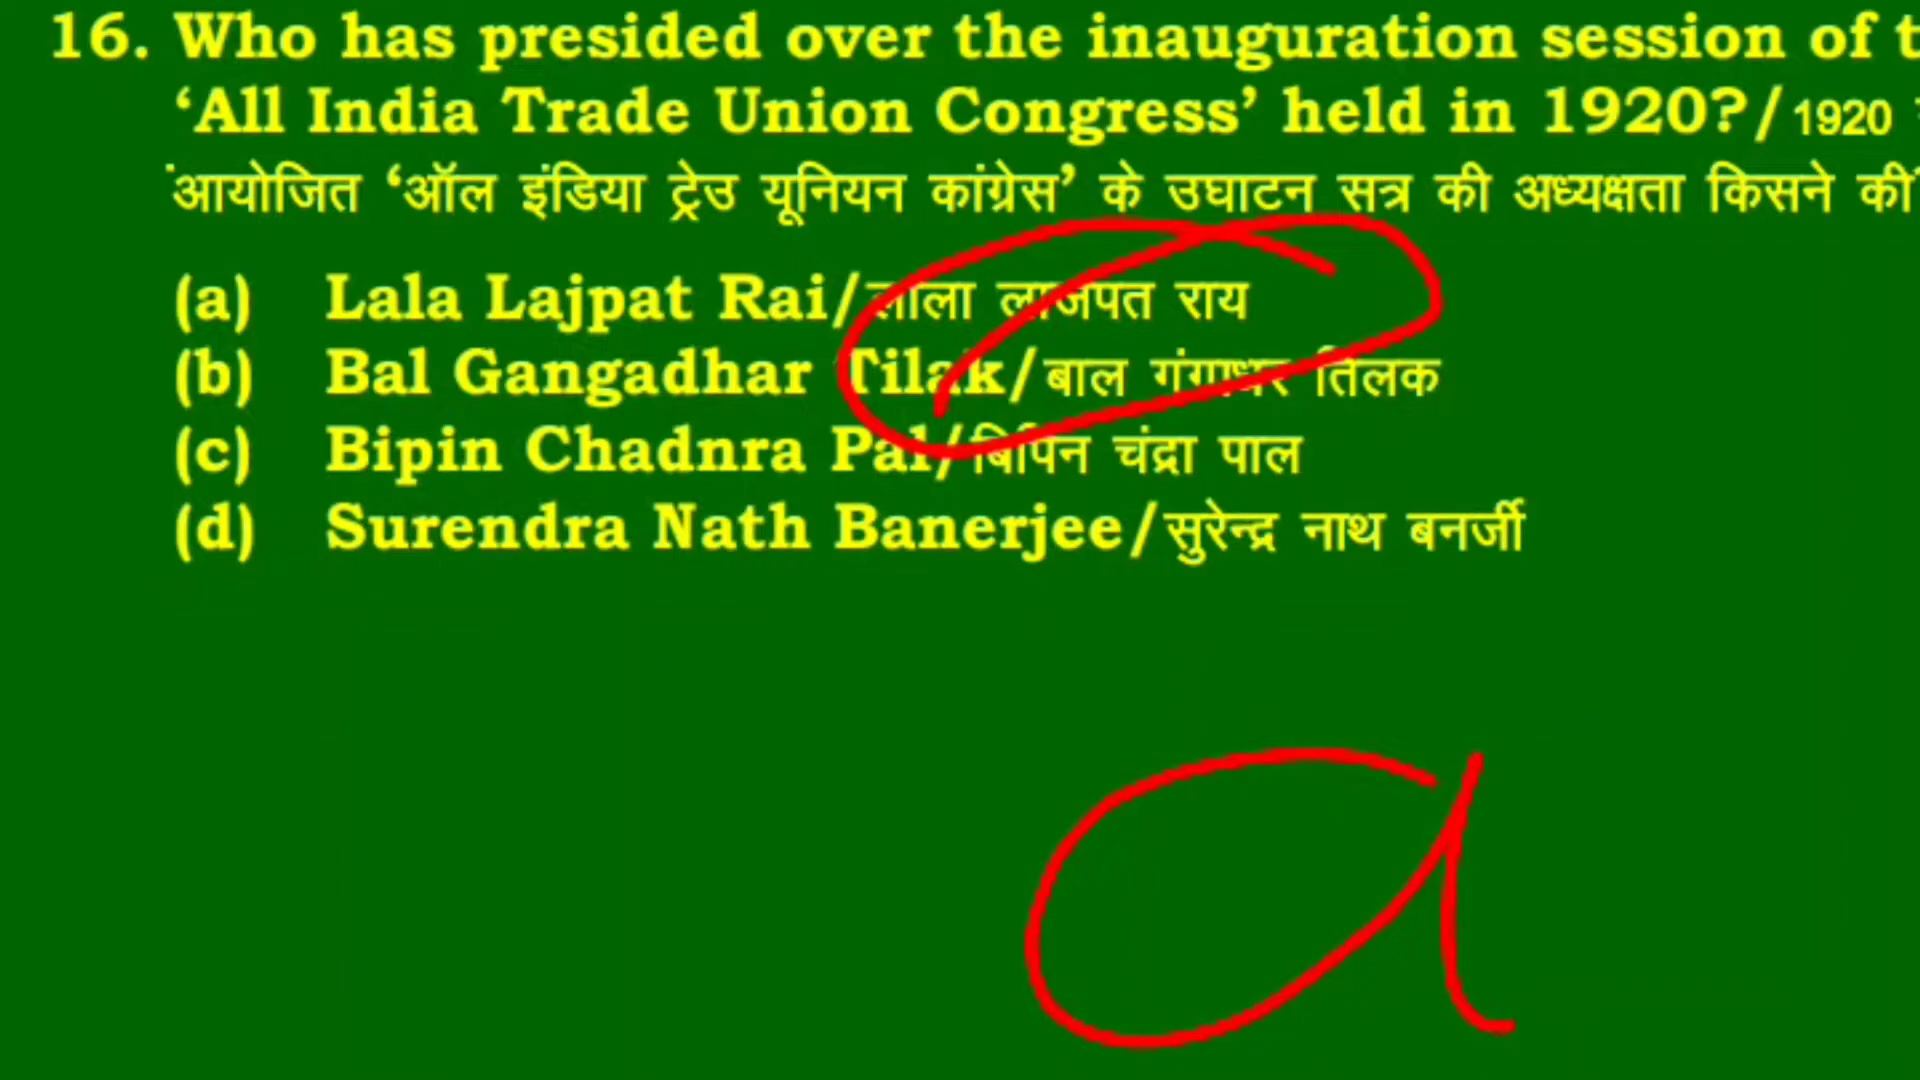 16. Who has presided over the inauguration session of t
‘All India Trade Union Congress’ held in 1920?/1920
आयोजित ‘ऑल इंडिया ट्रेउ यूनियन कांग्रेस’ के उघाटन सत्र की अध्यक्षता किसने की
(a) Lala Lajpat Rai/लाला लाजपत राय
(b) Bal Gangadhar Tilak/बाल गंगाधर तिलक
(c) Bipin Chadnra Pal/बिपिन चंद्रा पाल
(d) Surendra Nath Banerjee/सुरेन्द्र नाथ बनर्जी
a